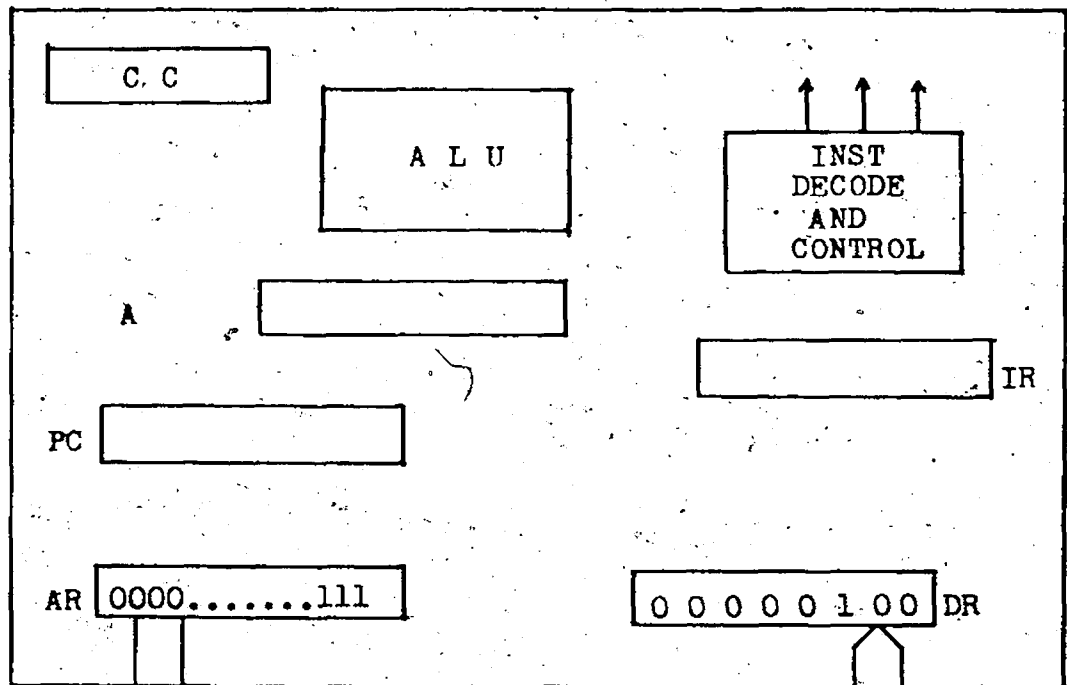 C. C
A L U
INST
DECODE
AND
CONTROL
A
IR
PC
AR 0000.......111
0 0 0 0 0 1 0 0 DR